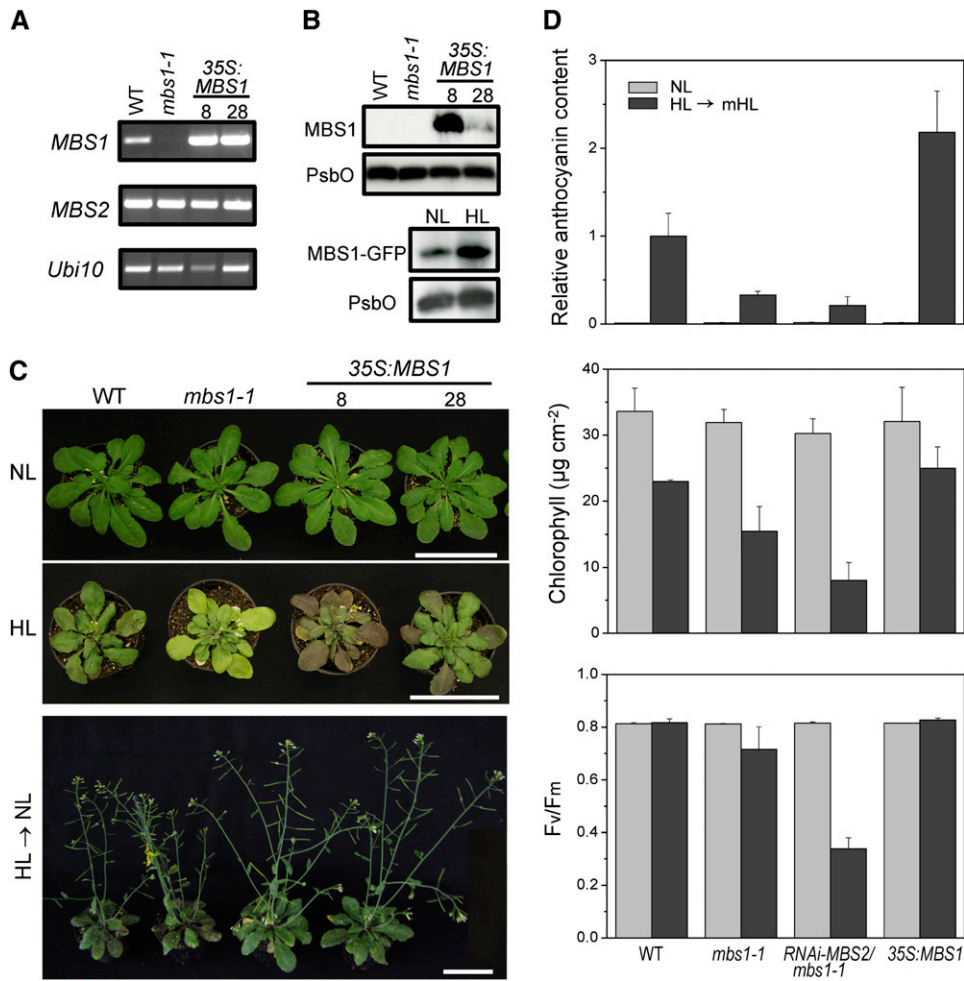 A
WT
mbs1-1
35S:
MBS1
8 28
MBS1
MBS2
Ubi10
B
WT
mbs1-1
35S:
MBS1
8 28
MBS1
PsbO
NL HL
MBS1-GFP
PsbO
C
35S:MBS1
WT mbs1-1 8 28
NL
HL
HL → NL
D
NL
HL → mHL
Relative anthocyanin content
3
2
1
0
Chlorophyll (µg cm⁻²)
40
30
20
10
0
Fv/Fm
1.0
0.8
0.6
0.4
0.2
0.0
WT mbs1-1 RNAi-MBS2/ 35S:MBS1
mbs1-1